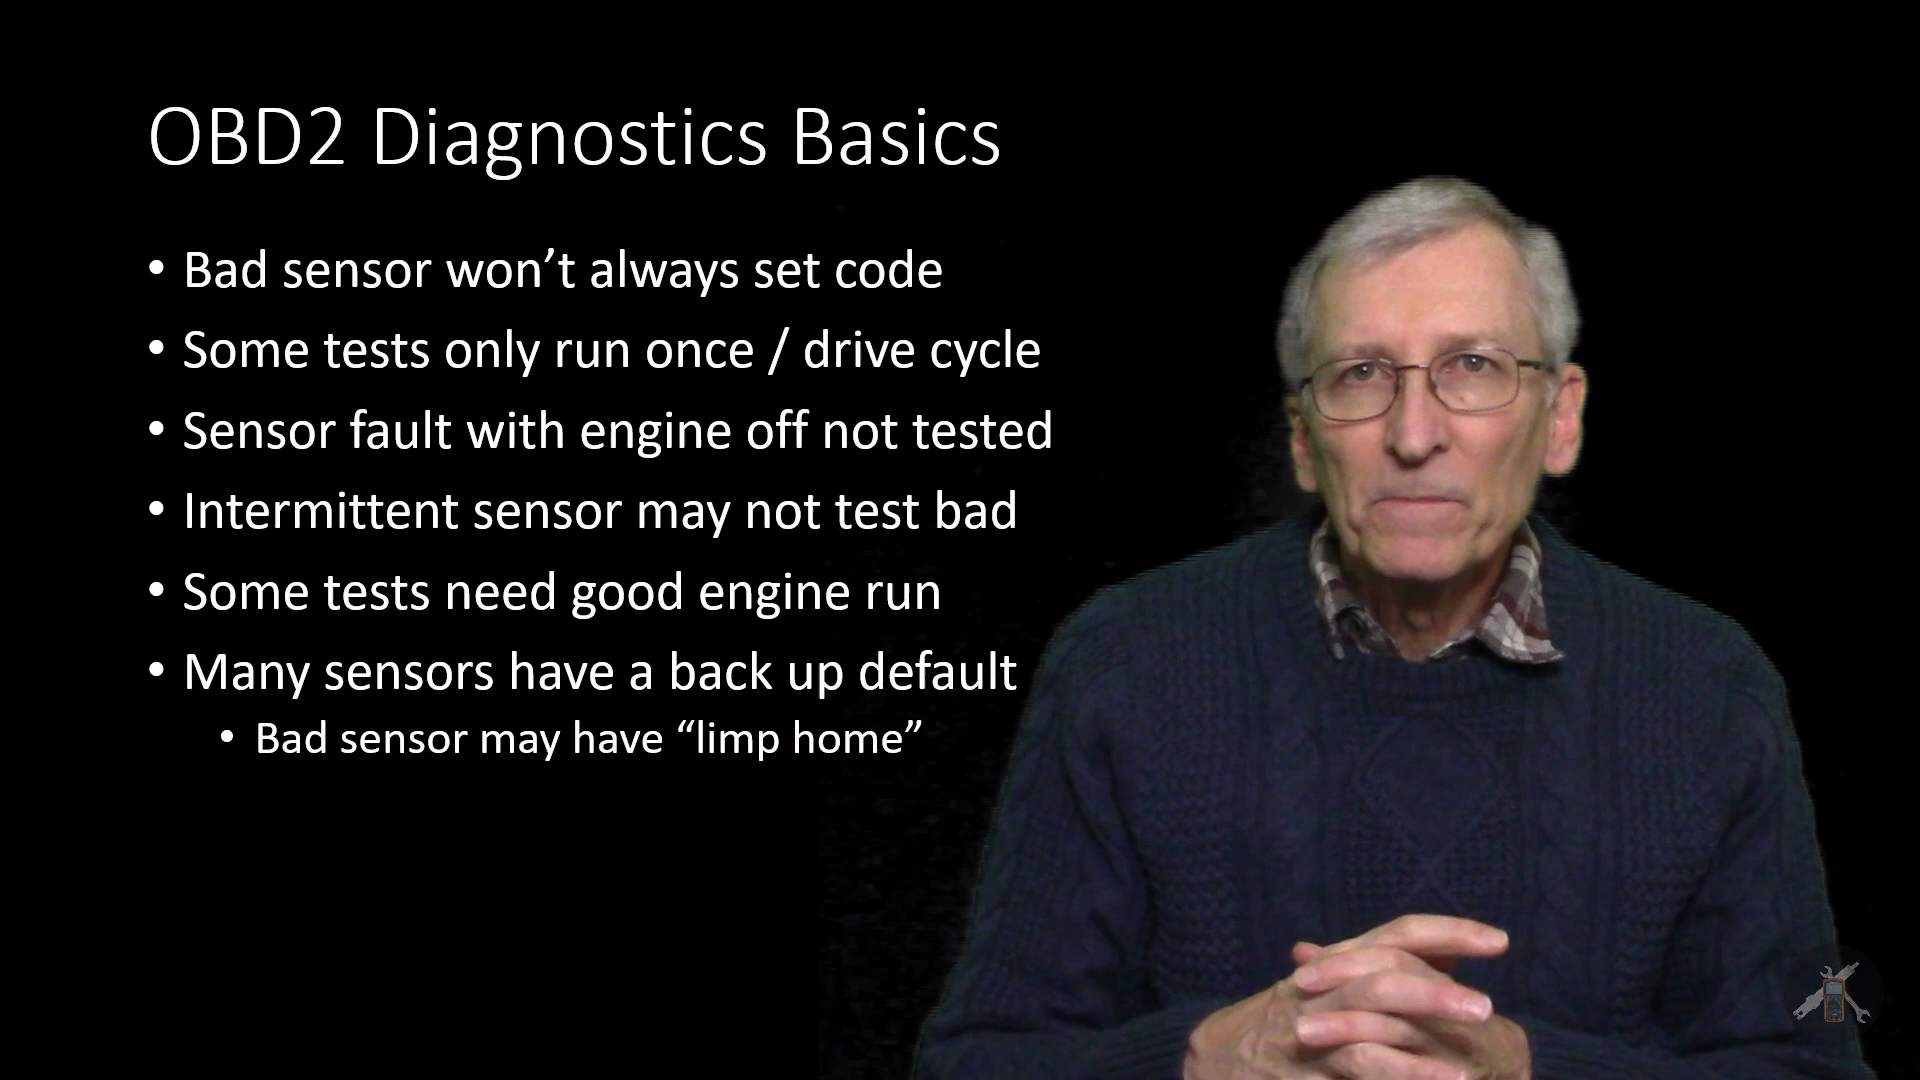 OBD2 Diagnostics Basics
• Bad sensor won’t always set code
• Some tests only run once / drive cycle
• Sensor fault with engine off not tested
• Intermittent sensor may not test bad
• Some tests need good engine run
• Many sensors have a back up default
• Bad sensor may have “limp home”